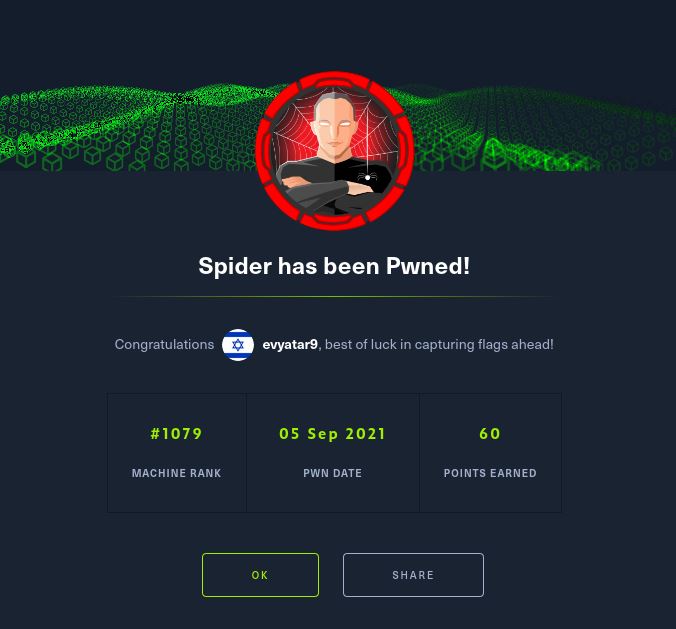 Spider has been Pwned!
Congratulations evyatar9, best of luck in capturing flags ahead!
#1079 05 Sep 2021 60
MACHINE RANK PWN DATE POINTS EARNED
OK SHARE